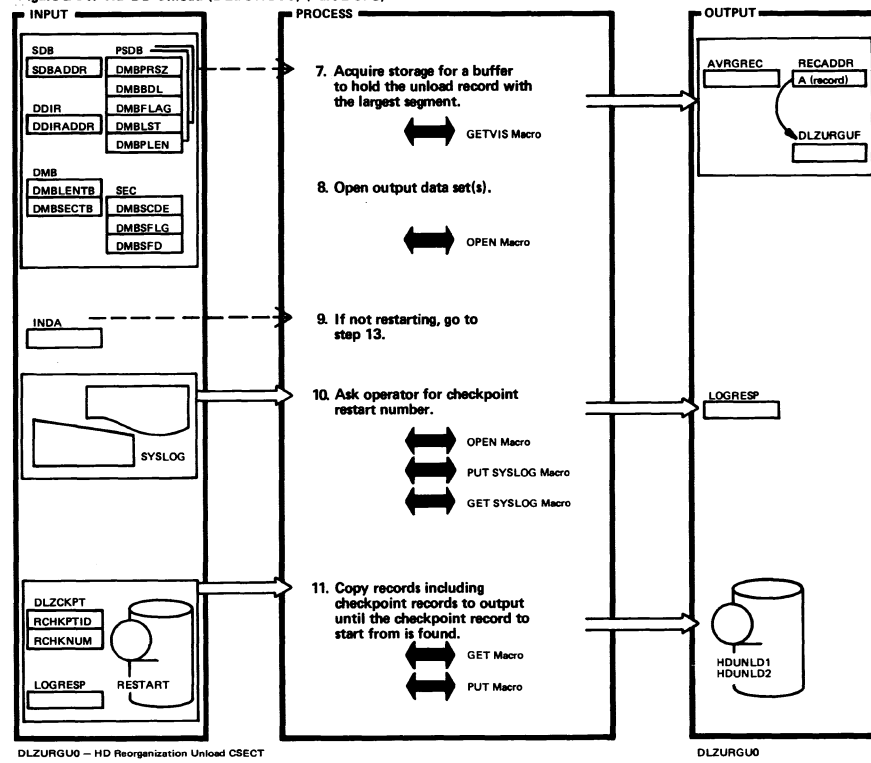 INPUT
PROCESS
OUTPUT
SDB
SDBADDR
PSDB
DMBPRSZ
DMBBDL
DMBFLAG
DMBLST
DMBPLEN
DDIR
DDIRADDR
DMB
DMBLENTB
DMBSECTB
SEC
DMBSCDE
DMBSFLG
DMBSFD
7. Acquire storage for a buffer
to hold the unload record with
the largest segment.
GETVIS Macro
8. Open output data set(s).
OPEN Macro
AVRGREC
RECADDR
A (record)
DLZURGUF
INDA
9. If not restarting, go to
step 13.
SYSLOG
10. Ask operator for checkpoint
restart number.
OPEN Macro
PUT SYSLOG Macro
GET SYSLOG Macro
LOGRESP
DLZCKPT
RCHKPTID
RCHKNUM
LOGRESP
RESTART
11. Copy records including
checkpoint records to output
until the checkpoint record to
start from is found.
GET Macro
PUT Macro
HDUNLD1
HDUNLD2
DLZURGU0 – HD Reorganization Unload CSECT
DLZURGU0